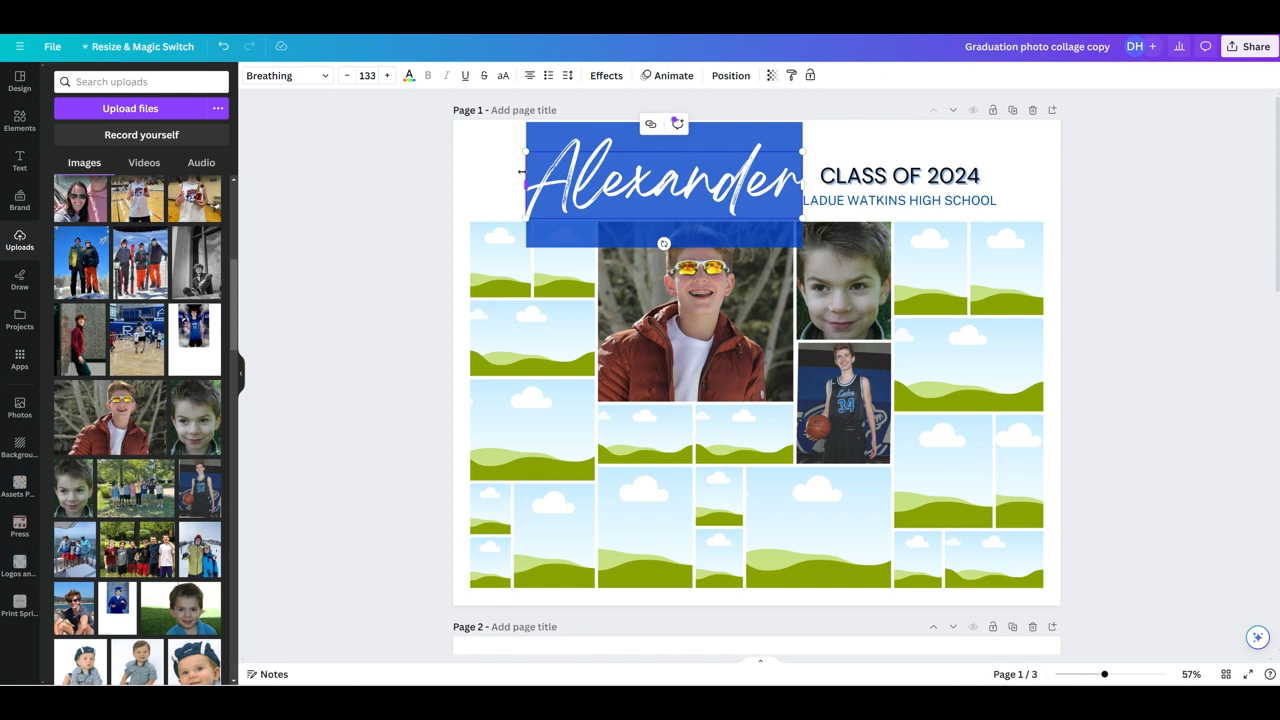 File
Resize & Magic Switch
Graduation photo collage copy
DH
Share
Design
Elements
Text
Brand
Uploads
Draw
Projects
Apps
Photos
Backgrou...
Assets P...
Press
Logos an...
Print Spri...
Search uploads
Upload files
Record yourself
Images
Videos
Audio
Breathing
133
A
B
I
U
S
aA
Effects
Animate
Position
Page 1 - Add page title
Alexander
CLASS OF 2024
LADUE WATKINS HIGH SCHOOL
34
Page 2 - Add page title
Notes
Page 1 / 3
57%